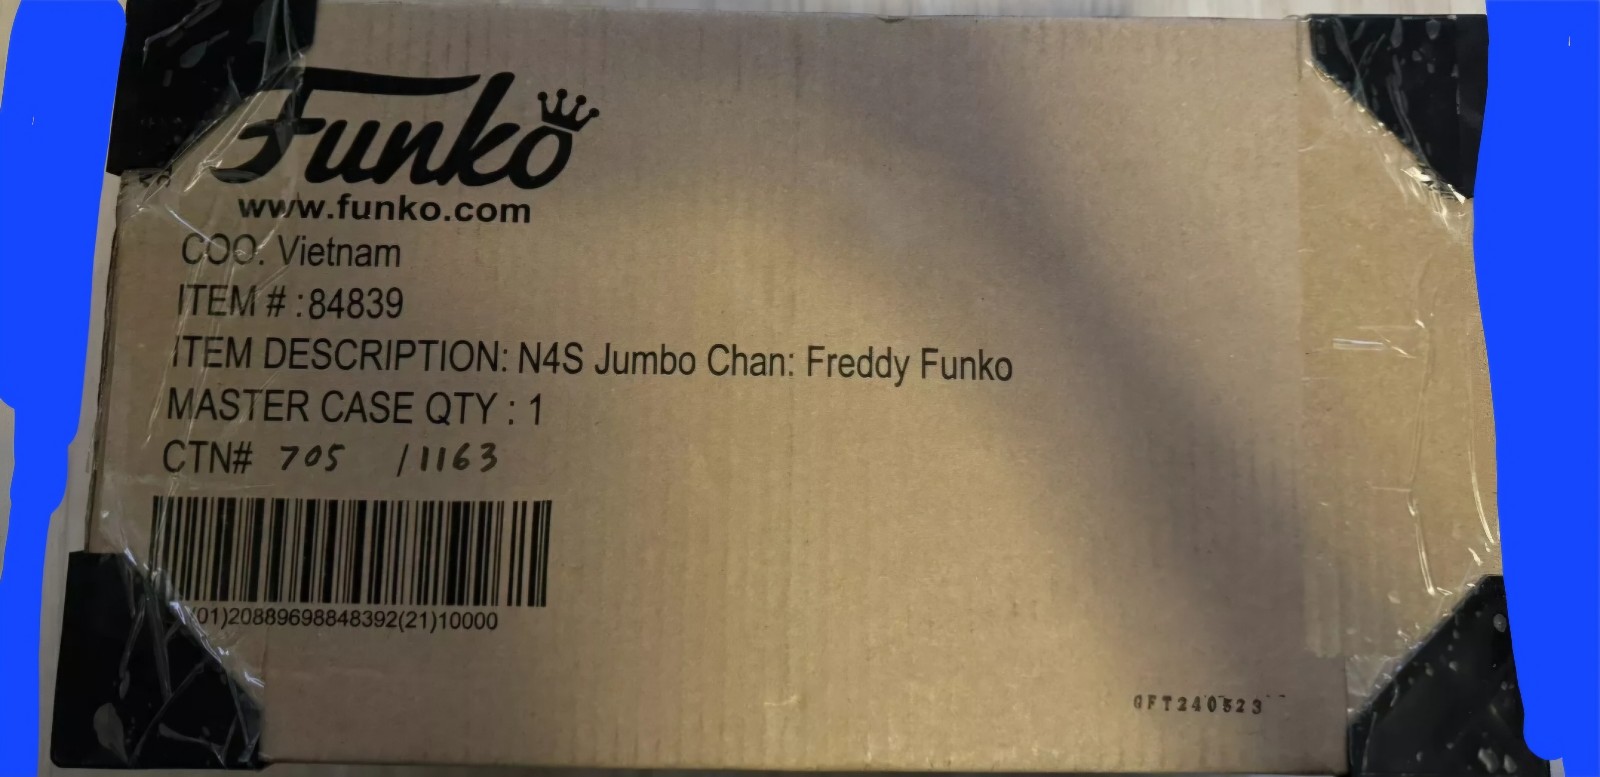 Funko
www.funko.com
COO: Vietnam
ITEM # :84839
ITEM DESCRIPTION: N4S Jumbo Chan: Freddy Funko
MASTER CASE QTY : 1
CTN# 705 /1163
(01)20889698848392(21)10000
GFT240523